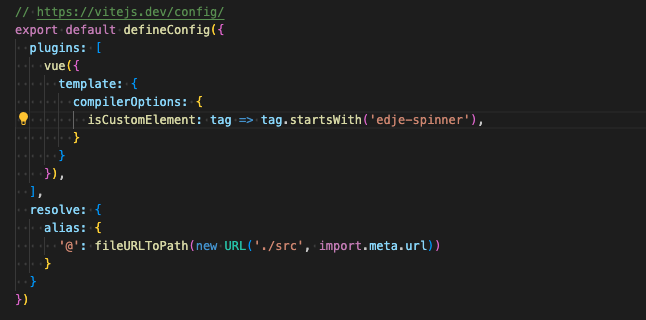 // https://vitejs.dev/config/
export default defineConfig({
  plugins: [
    vue({
      template: {
        compilerOptions: {
          isCustomElement: tag => tag.startsWith('edje-spinner'),
        }
      }
    }),
  ],
  resolve: {
    alias: {
      '@': fileURLToPath(new URL('./src', import.meta.url))
    }
  }
})